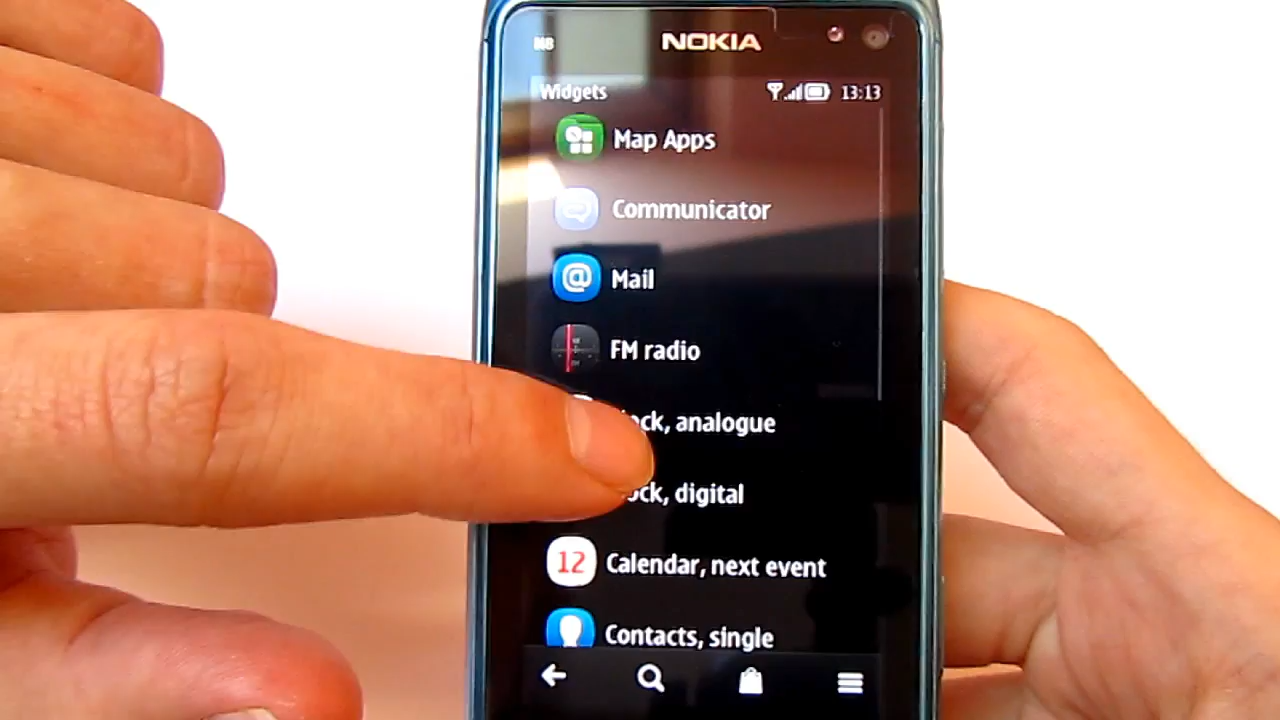 N8
NOKIA
Widgets
13:13
Map Apps
Communicator
@
Mail
FM radio
ock, analogue
ock, digital
12
Calendar, next event
Contacts, single